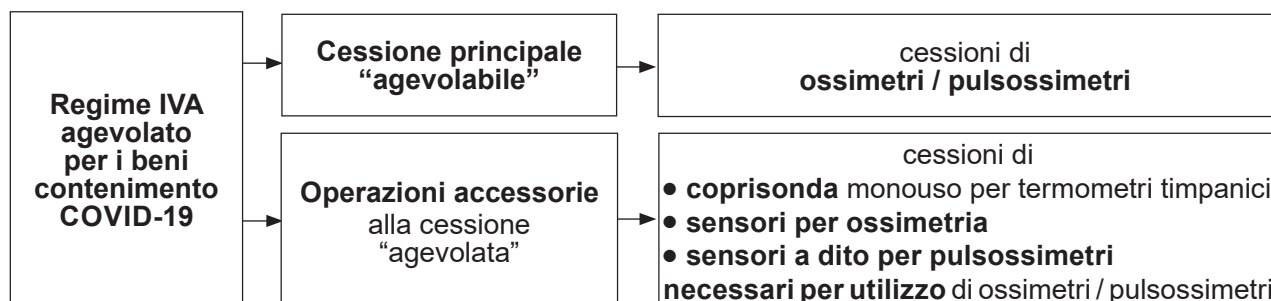 Regime IVA
agevolato
per i beni
contenimento
COVID-19
Cessione principale
“agevolabile”
cessioni di
ossimetri / pulsossimetri
Operazioni accessorie
alla cessione
“agevolata”
cessioni di
• coprisonda monouso per termometri timpanici
• sensori per ossimetria
• sensori a dito per pulsossimetri
necessari per utilizzo di ossimetri / pulsossimetri